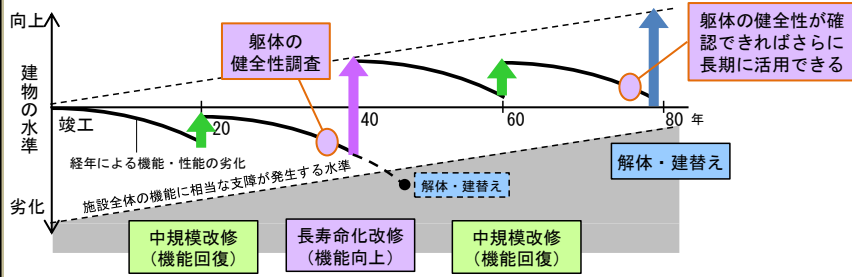 向上
建物の水準
劣化
竣工
20
40
60
80
年
躯体の
健全性調査
躯体の健全性が確
認できればさらに
長期に活用できる
経年による機能・性能の劣化
施設全体の機能に相当な支障が発生する水準
解体・建替え
解体・建替え
中規模改修
(機能回復)
長寿命化改修
(機能向上)
中規模改修
(機能回復)